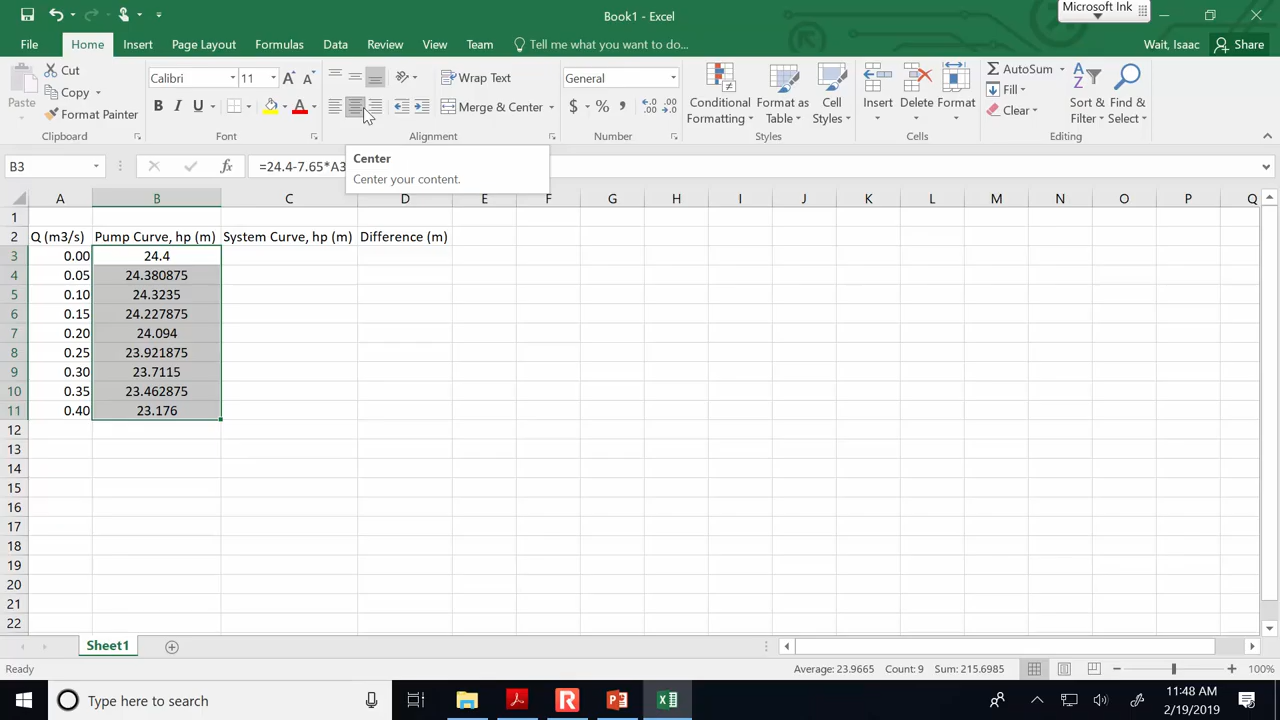 Book1 - Excel
Microsoft Ink
File Home Insert Page Layout Formulas Data Review View Team Tell me what you want to do... Wait, Isaac Share
Paste
Cut
Copy
Format Painter
Clipboard
Calibri 11
B I U A
Font
Wrap Text
Merge & Center
Alignment
General
$ % ,
Number
Conditional Formatting
Format as Table
Cell Styles
Styles
Insert Delete Format
Cells
AutoSum
Fill
Clear
Sort & Filter
Find & Select
Editing
B3 fx =24.4-7.65*A3
Center
Center your content.
A B C D E F G H I J K L M N O P Q
1
2 Q (m3/s) Pump Curve, hp (m) System Curve, hp (m) Difference (m)
3 0.00 24.4
4 0.05 24.380875
5 0.10 24.3235
6 0.15 24.227875
7 0.20 24.094
8 0.25 23.921875
9 0.30 23.7115
10 0.35 23.462875
11 0.40 23.176
12
13
14
15
16
17
18
19
20
21
22
Sheet1
Ready Average: 23.9665 Count: 9 Sum: 215.6985 100%
Type here to search
11:48 AM
2/19/2019